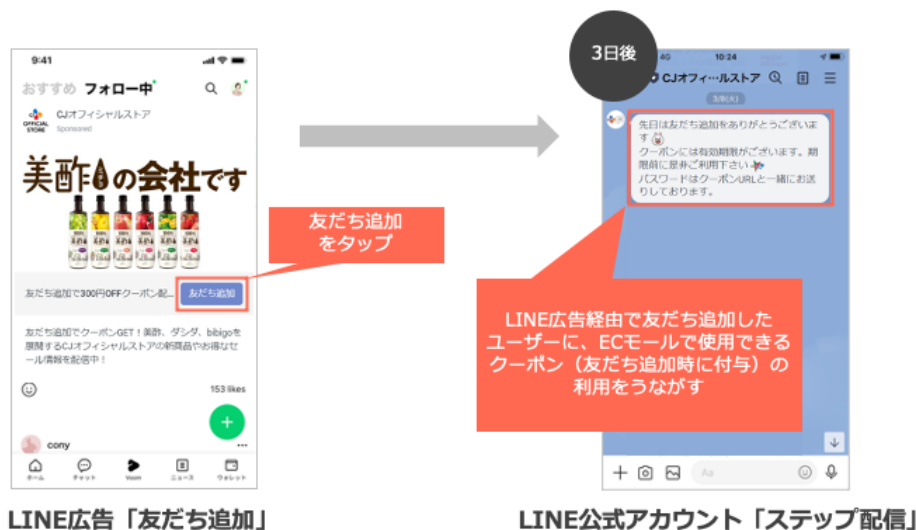 9:41
おすすめ フォロー中
OFFICIAL
STORE
CJオフィシャルストア
Sponsored
美酢の会社です
美酢
友だち追加で300円OFFクーポン配...
友だち追加
友だち追加でクーポンGET！美酢、ダシダ、bibigoを
展開するCJオフィシャルストアの新商品やお得なセ
ール情報を配信中！
153 likes
cony
ホーム
トーク
VOOM
ニュース
ウォレット
友だち追加
をタップ
LINE広告「友だち追加」
3日後
4G
10:24
CJオフィ…ルストア
3/8(火)
先日は友だち追加をありがとうございま
す
クーポンには有効期限がございます。期
限前に是非ご利用下さい
パスワードはクーポンURLと一緒にお送
りしております。
LINE広告経由で友だち追加した
ユーザーに、ECモールで使用できる
クーポン（友だち追加時に付与）の
利用をうながす
Aa
LINE公式アカウント「ステップ配信」